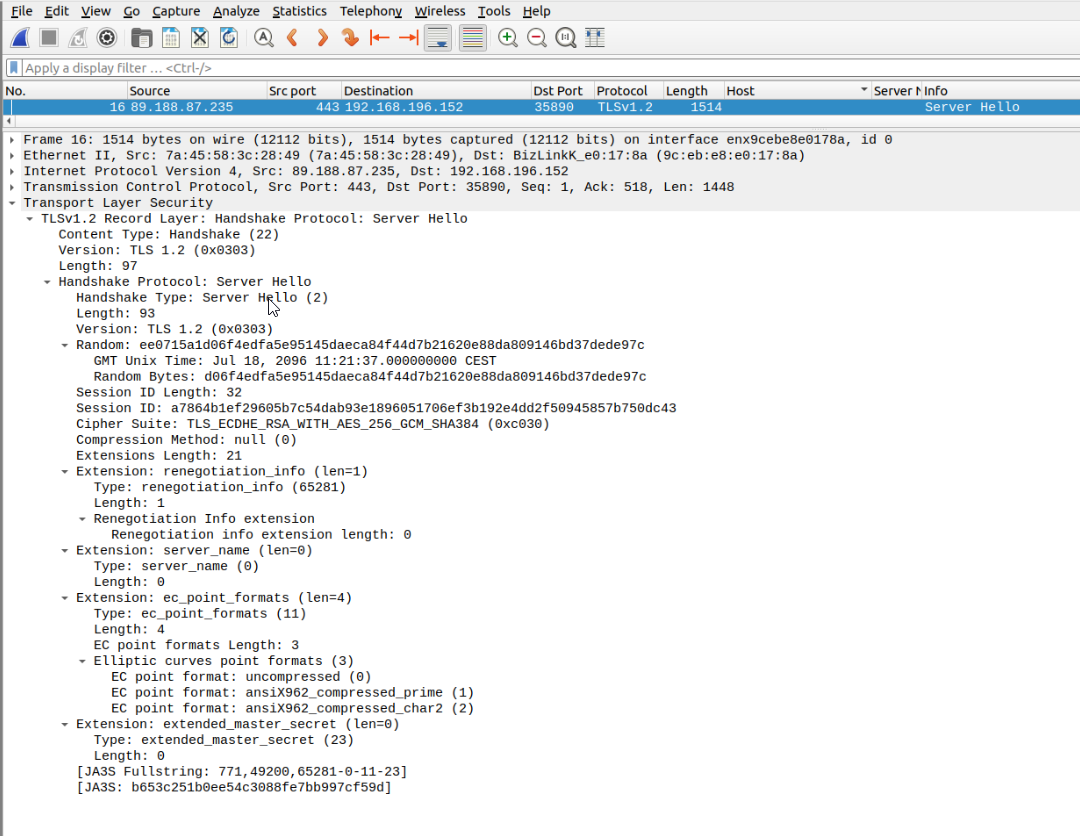 File Edit View Go Capture Analyze Statistics Telephony Wireless Tools Help
Apply a display filter … <Ctrl-/>
No. Source Src port Destination Dst Port Protocol Length Host Server N Info
16 89.188.87.235 443 192.168.196.152 35890 TLSv1.2 1514 Server Hello
Frame 16: 1514 bytes on wire (12112 bits), 1514 bytes captured (12112 bits) on interface enx9cebe8e0178a, id 0
Ethernet II, Src: 7a:45:58:3c:28:49 (7a:45:58:3c:28:49), Dst: BizLinkK_e0:17:8a (9c:eb:e8:e0:17:8a)
Internet Protocol Version 4, Src: 89.188.87.235, Dst: 192.168.196.152
Transmission Control Protocol, Src Port: 443, Dst Port: 35890, Seq: 1, Ack: 518, Len: 1448
Transport Layer Security
TLSv1.2 Record Layer: Handshake Protocol: Server Hello
Content Type: Handshake (22)
Version: TLS 1.2 (0x0303)
Length: 97
Handshake Protocol: Server Hello
Handshake Type: Server Hello (2)
Length: 93
Version: TLS 1.2 (0x0303)
Random: ee0715a1d06f4edfa5e95145daeca84f44d7b21620e88da809146bd37dede97c
GMT Unix Time: Jul 18, 2096 11:21:37.000000000 CEST
Random Bytes: d06f4edfa5e95145daeca84f44d7b21620e88da809146bd37dede97c
Session ID Length: 32
Session ID: a7864b1ef29605b7c54dab93e1896051706ef3b192e4dd2f50945857b750dc43
Cipher Suite: TLS_ECDHE_RSA_WITH_AES_256_GCM_SHA384 (0xc030)
Compression Method: null (0)
Extensions Length: 21
Extension: renegotiation_info (len=1)
Type: renegotiation_info (65281)
Length: 1
Renegotiation Info extension
Renegotiation info extension length: 0
Extension: server_name (len=0)
Type: server_name (0)
Length: 0
Extension: ec_point_formats (len=4)
Type: ec_point_formats (11)
Length: 4
EC point formats Length: 3
Elliptic curves point formats (3)
EC point format: uncompressed (0)
EC point format: ansiX962_compressed_prime (1)
EC point format: ansiX962_compressed_char2 (2)
Extension: extended_master_secret (len=0)
Type: extended_master_secret (23)
Length: 0
[JA3S Fullstring: 771,49200,65281-0-11-23]
[JA3S: b653c251b0ee54c3088fe7bb997cf59d]